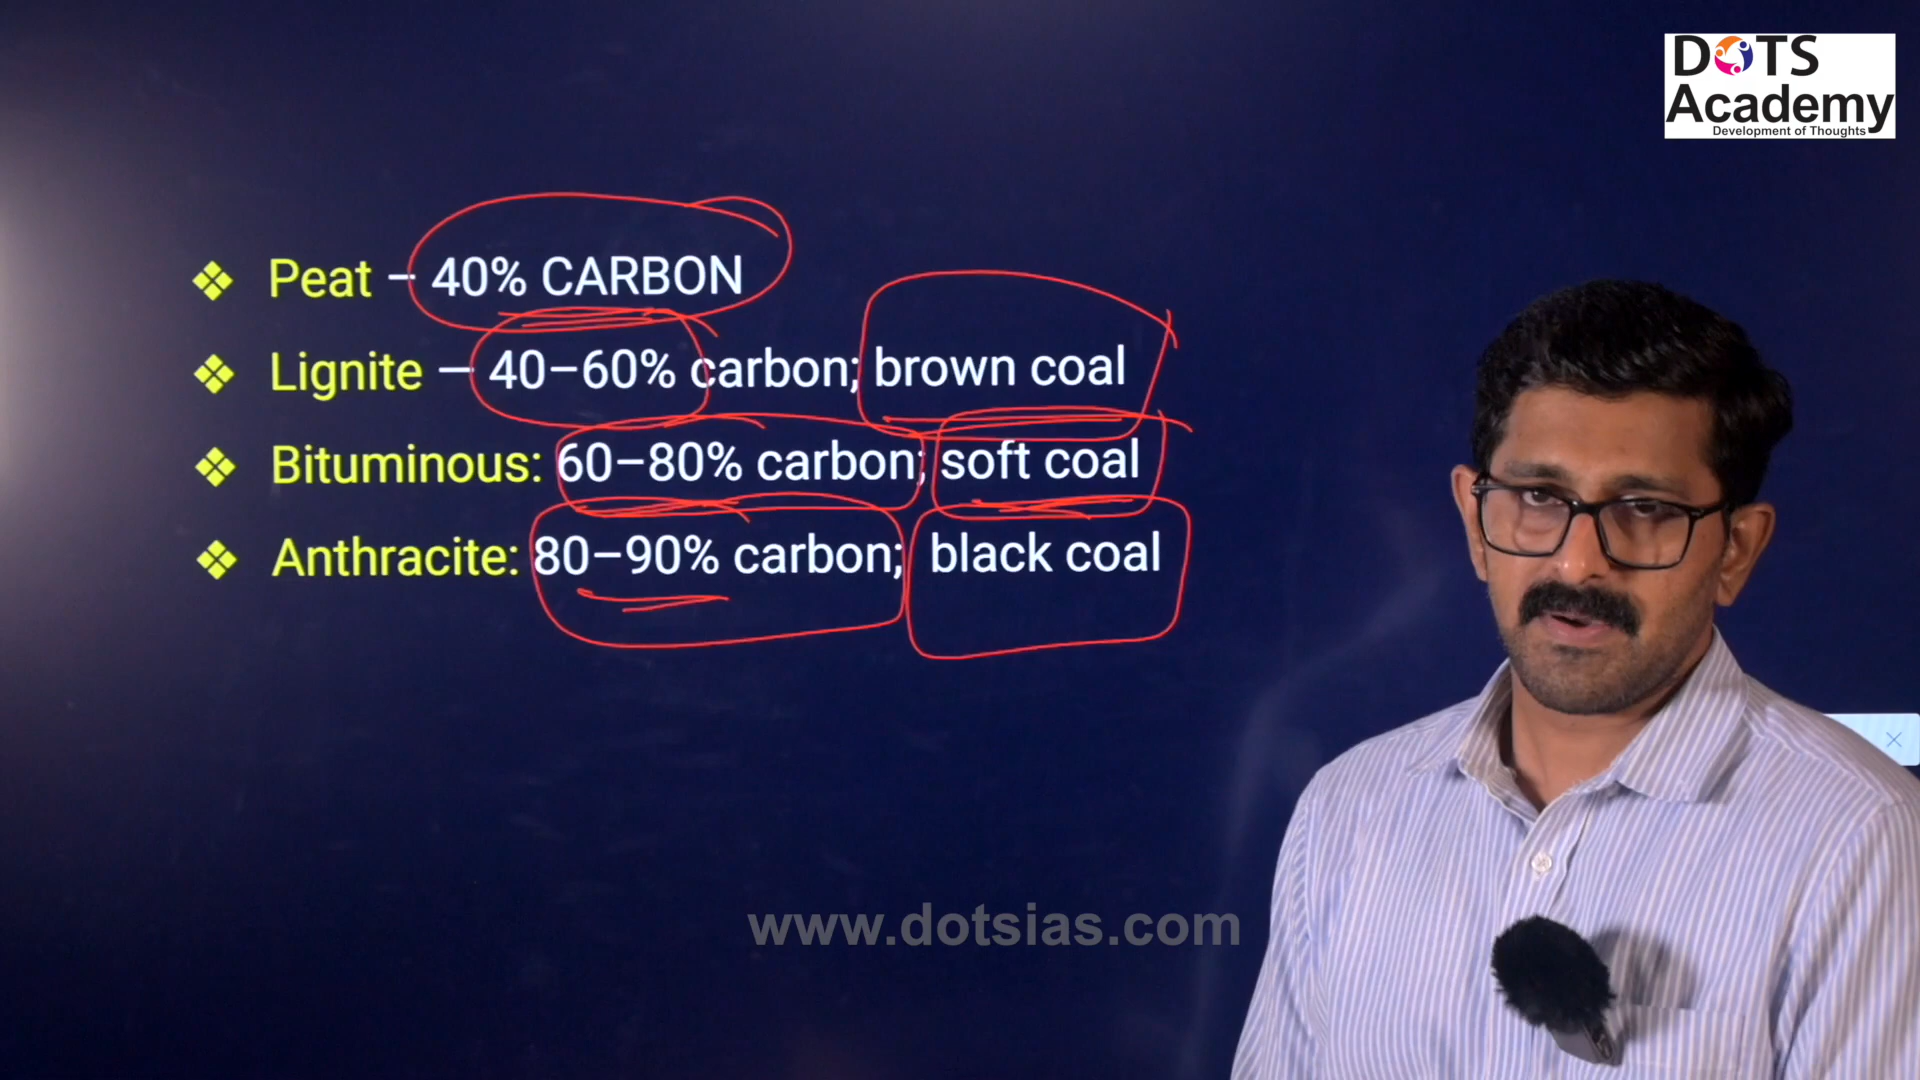 DOTS
Academy
Development of Thoughts
❖ Peat – 40% CARBON
❖ Lignite – 40–60% carbon; brown coal
❖ Bituminous: 60–80% carbon; soft coal
❖ Anthracite: 80–90% carbon; black coal
www.dotsias.com